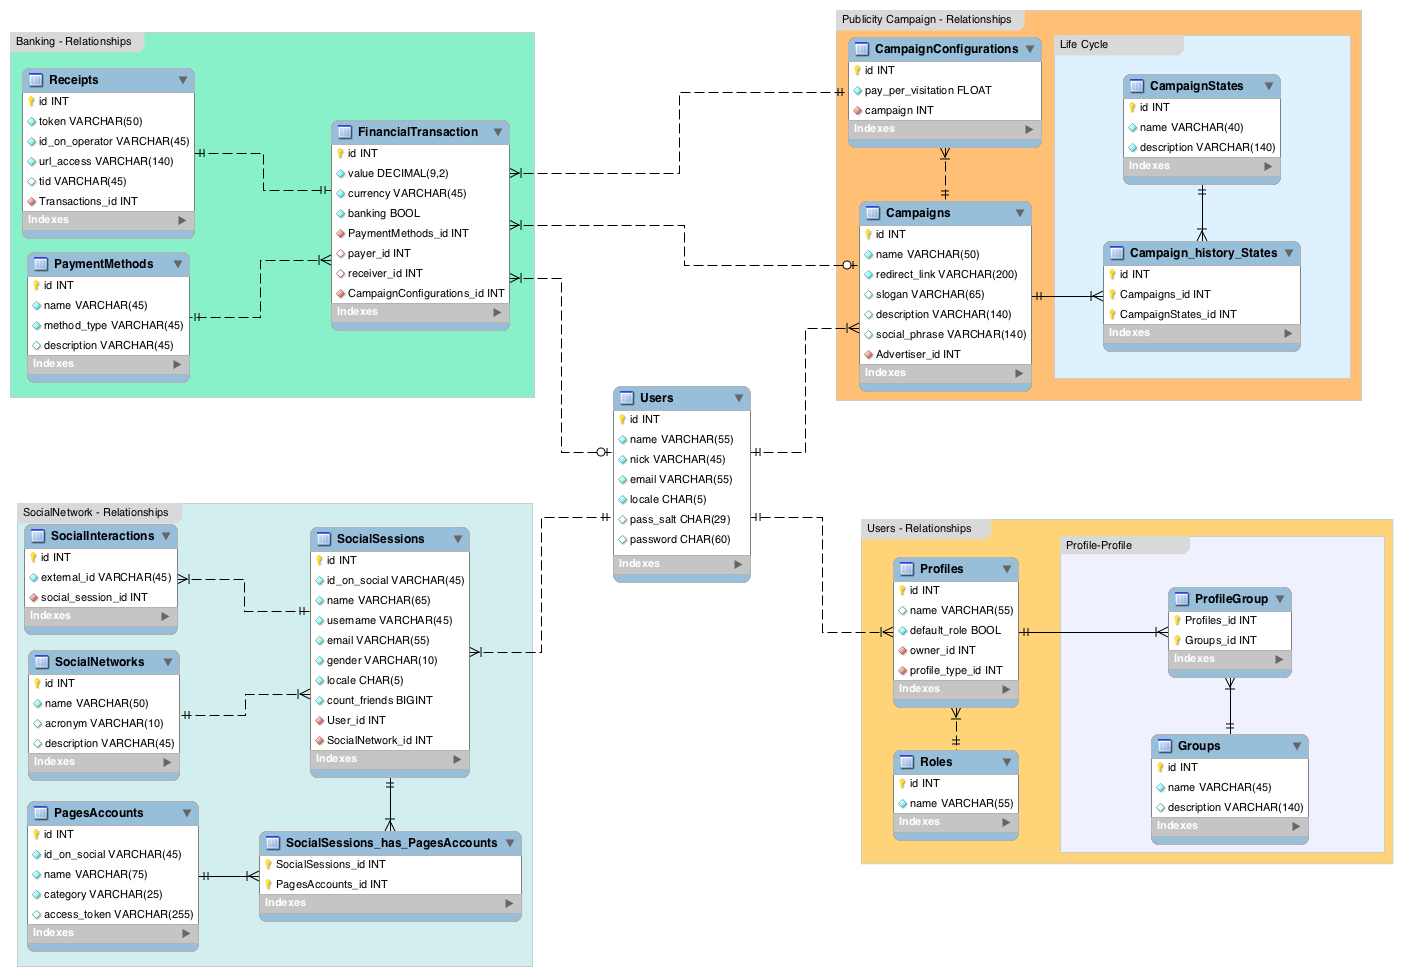 Banking - Relationships
Receipts
id INT
token VARCHAR(50)
id_on_operator VARCHAR(45)
url_access VARCHAR(140)
tid VARCHAR(45)
Transactions_id INT
Indexes
PaymentMethods
id INT
name VARCHAR(45)
method_type VARCHAR(45)
description VARCHAR(45)
Indexes
FinancialTransaction
id INT
value DECIMAL(9,2)
currency VARCHAR(45)
banking BOOL
PaymentMethods_id INT
payer_id INT
receiver_id INT
CampaignConfigurations_id INT
Indexes
Publicity Campaign - Relationships
CampaignConfigurations
id INT
pay_per_visitation FLOAT
campaign INT
Indexes
Campaigns
id INT
name VARCHAR(50)
redirect_link VARCHAR(200)
slogan VARCHAR(65)
description VARCHAR(140)
social_phrase VARCHAR(140)
Advertiser_id INT
Indexes
Life Cycle
CampaignStates
id INT
name VARCHAR(40)
description VARCHAR(140)
Indexes
Campaign_history_States
id INT
Campaigns_id INT
CampaignStates_id INT
Indexes
Users
id INT
name VARCHAR(55)
nick VARCHAR(45)
email VARCHAR(55)
locale CHAR(5)
pass_salt CHAR(29)
password CHAR(60)
Indexes
SocialNetwork - Relationships
SocialInteractions
id INT
external_id VARCHAR(45)
social_session_id INT
Indexes
SocialNetworks
id INT
name VARCHAR(50)
acronym VARCHAR(10)
description VARCHAR(45)
Indexes
PagesAccounts
id INT
id_on_social VARCHAR(45)
name VARCHAR(75)
category VARCHAR(25)
access_token VARCHAR(255)
Indexes
SocialSessions
id INT
id_on_social VARCHAR(45)
name VARCHAR(65)
username VARCHAR(45)
email VARCHAR(55)
gender VARCHAR(10)
locale CHAR(5)
count_friends BIGINT
User_id INT
SocialNetwork_id INT
Indexes
SocialSessions_has_PagesAccounts
SocialSessions_id INT
PagesAccounts_id INT
Indexes
Users - Relationships
Profiles
id INT
name VARCHAR(55)
default_role BOOL
owner_id INT
profile_type_id INT
Indexes
Roles
id INT
name VARCHAR(55)
Indexes
Profile-Profile
ProfileGroup
Profiles_id INT
Groups_id INT
Indexes
Groups
id INT
name VARCHAR(45)
description VARCHAR(140)
Indexes